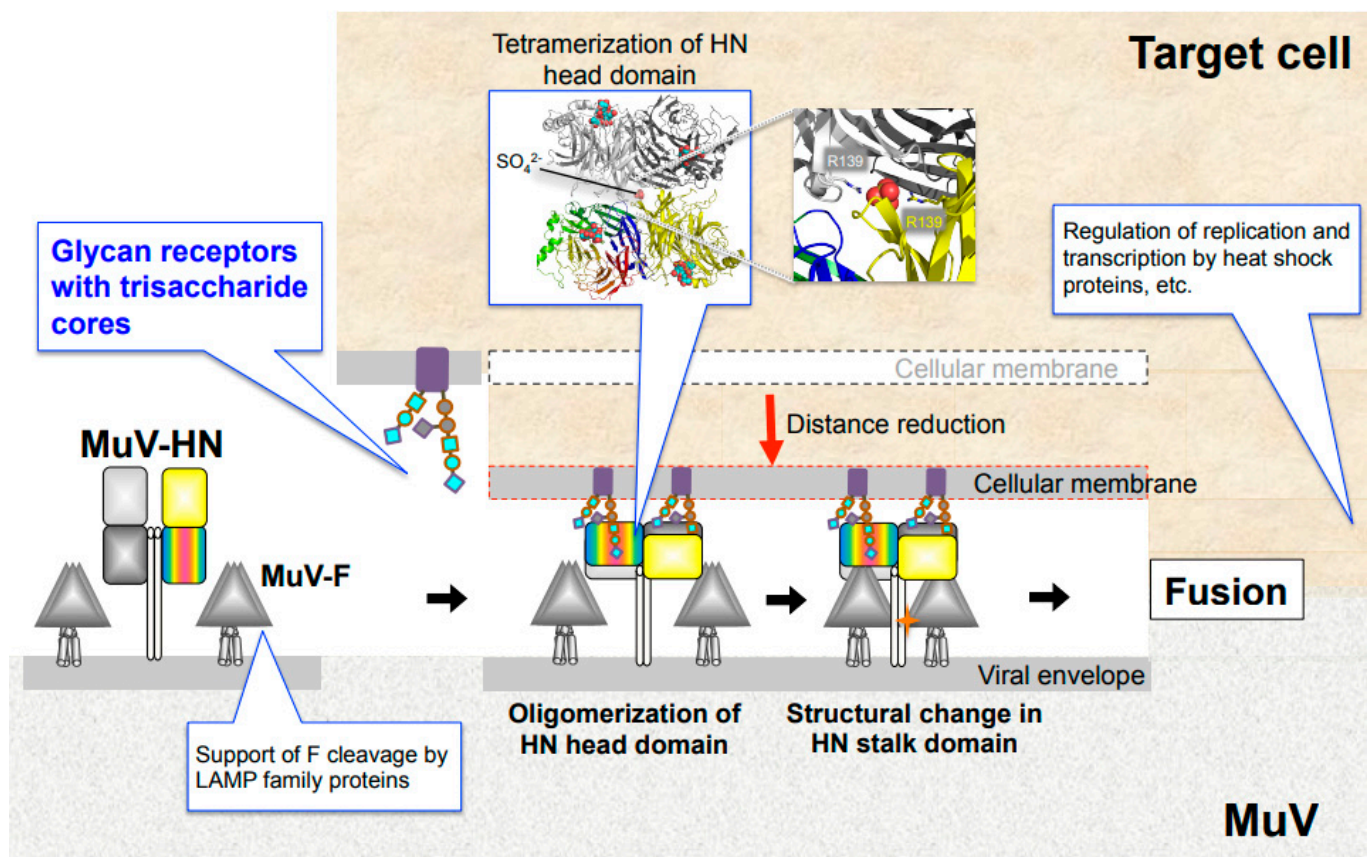 Target cell
Tetramerization of HN
head domain
SO₄²⁻
R139
R139
Regulation of replication and
transcription by heat shock
proteins, etc.
Glycan receptors
with trisaccharide
cores
Cellular membrane
Distance reduction
MuV-HN
Cellular membrane
MuV-F
Fusion
Viral envelope
Oligomerization of
HN head domain
Structural change in
HN stalk domain
Support of F cleavage by
LAMP family proteins
MuV